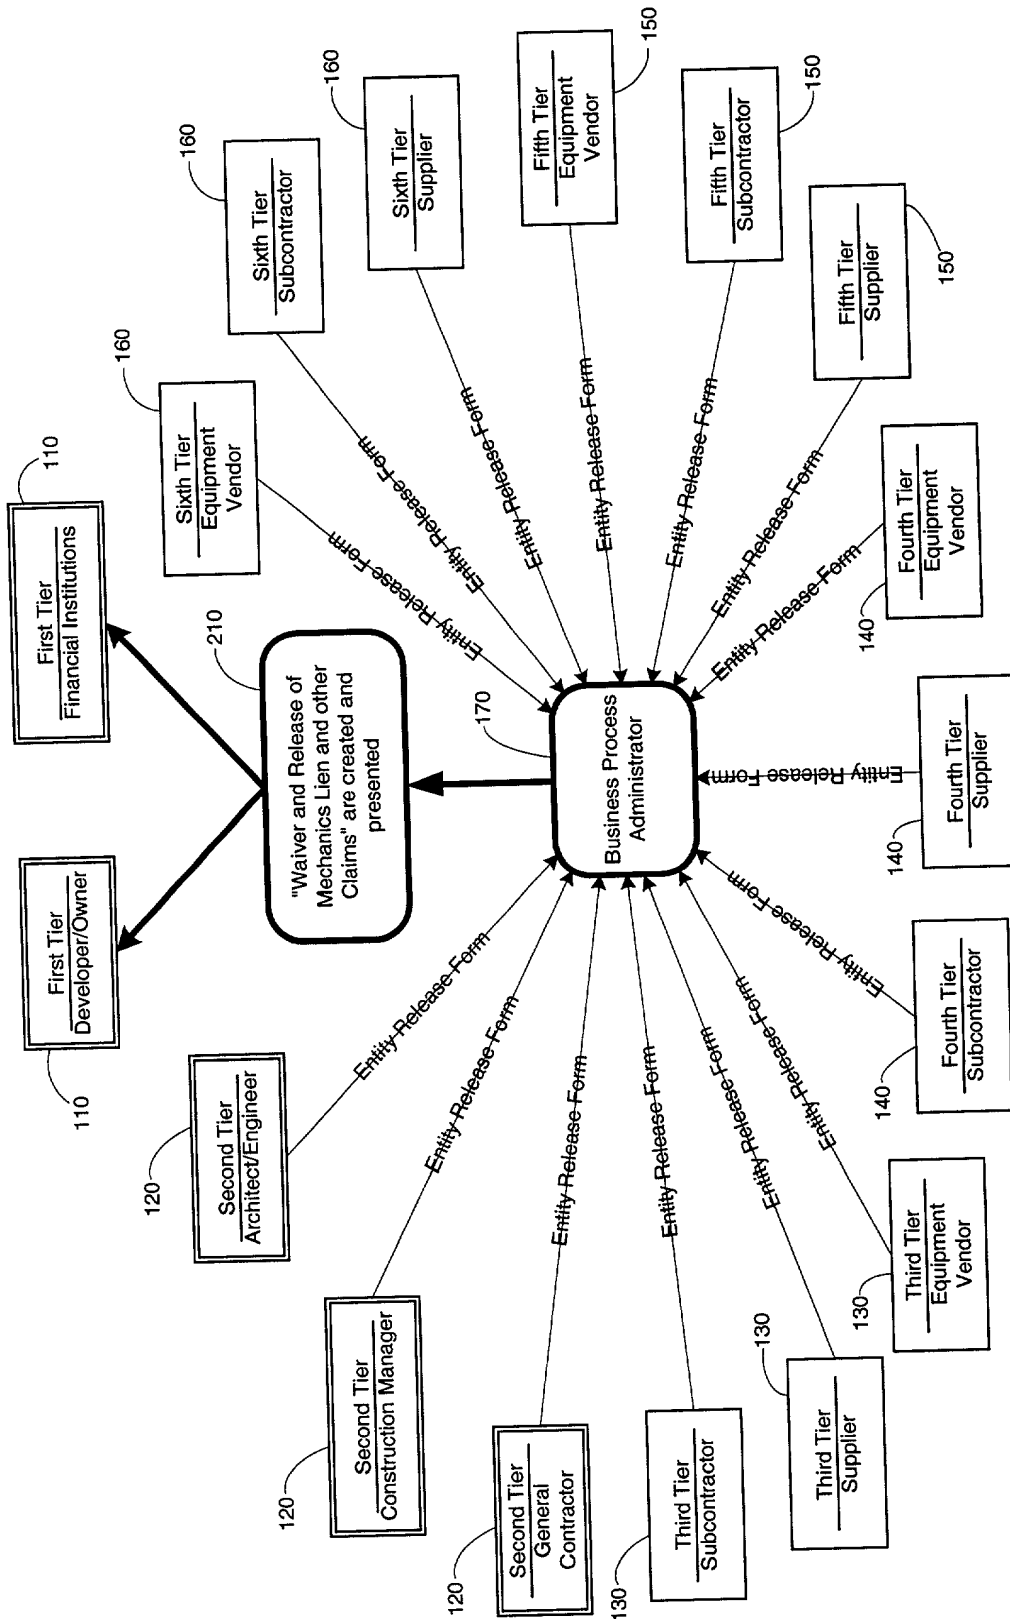 110
First Tier
Developer/Owner
110
First Tier
Financial Institutions
210
"Waiver and Release of
Mechanics Lien and other
Claims" are created and
presented
170
Business Process
Administrator
120
Second Tier
Architect/Engineer
Entity Release Form
120
Second Tier
Construction Manager
Entity Release Form
120
Second Tier
General
Contractor
Entity Release Form
130
Third Tier
Subcontractor
Entity Release Form
130
Third Tier
Supplier
Entity Release Form
130
Third Tier
Equipment
Vendor
Entity Release Form
140
Fourth Tier
Subcontractor
Entity Release Form
140
Fourth Tier
Supplier
Entity Release Form
140
Fourth Tier
Equipment
Vendor
Entity Release Form
150
Fifth Tier
Supplier
Entity Release Form
150
Fifth Tier
Subcontractor
Entity Release Form
150
Fifth Tier
Equipment
Vendor
Entity Release Form
160
Sixth Tier
Supplier
Entity Release Form
160
Sixth Tier
Subcontractor
Entity Release Form
160
Sixth Tier
Equipment
Vendor
Entity Release Form